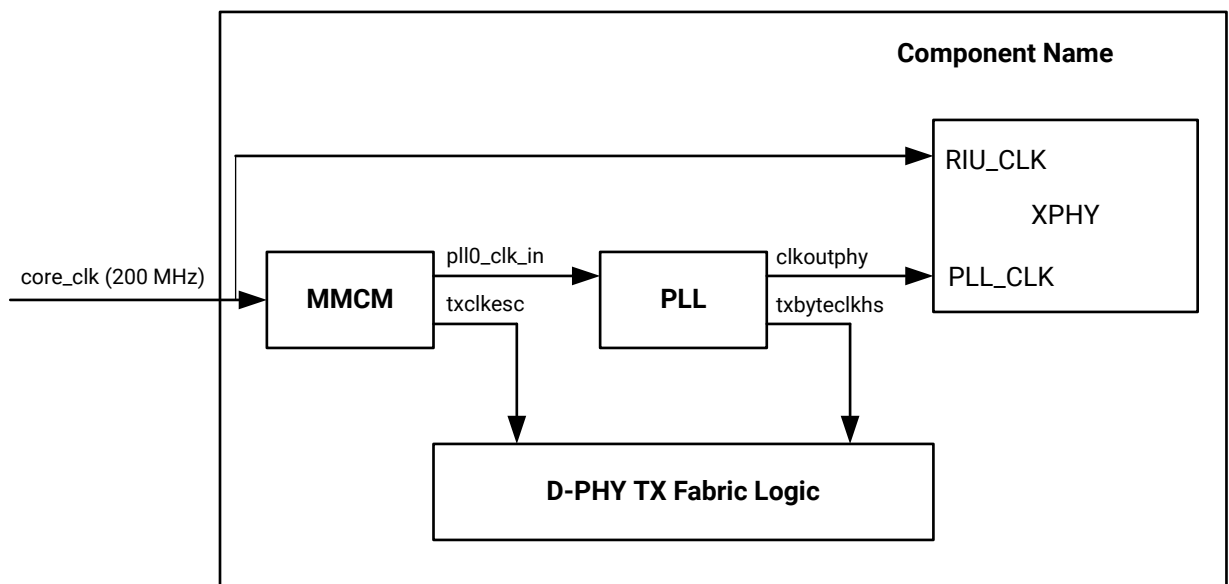 Component Name
RIU_CLK
XPHY
core_clk (200 MHz)
MMCM
pll0_clk_in
txclkesc
PLL
clkoutphy
txbyteclkhs
PLL_CLK
D-PHY TX Fabric Logic